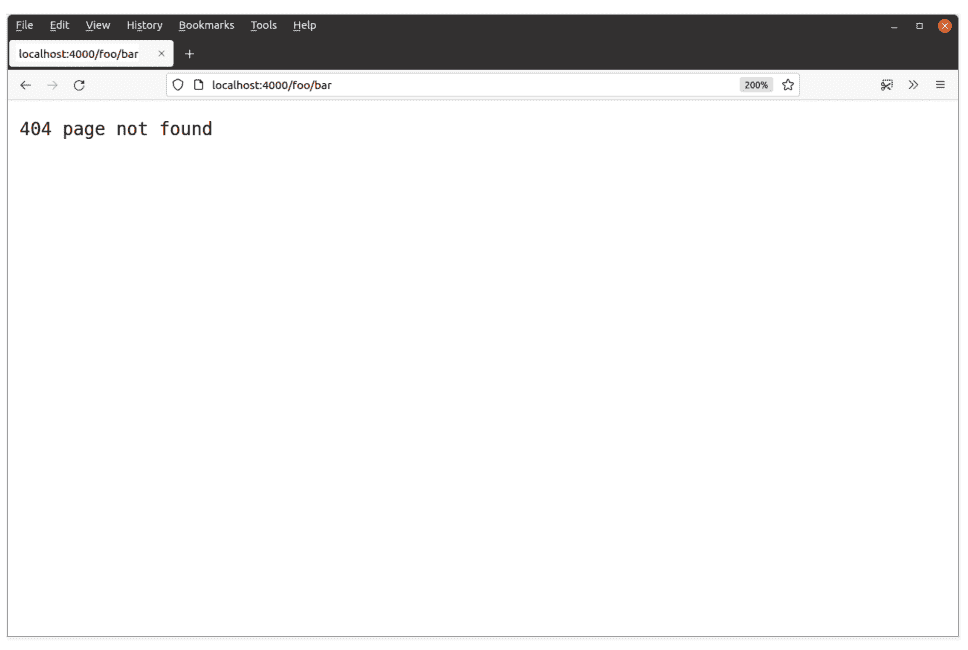 File Edit View History Bookmarks Tools Help
localhost:4000/foo/bar
localhost:4000/foo/bar 200%
404 page not found